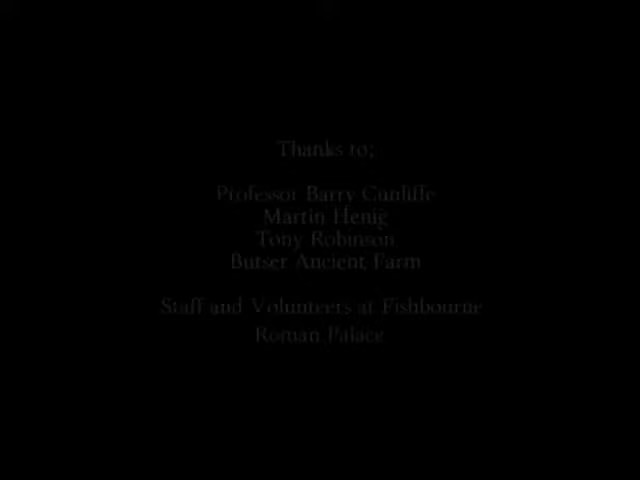 Thanks to;
Professor Barry Cunliffe
Martin Henig
Tony Robinson
Butser Ancient Farm
Staff and Volunteers at Fishbourne
Roman Palace